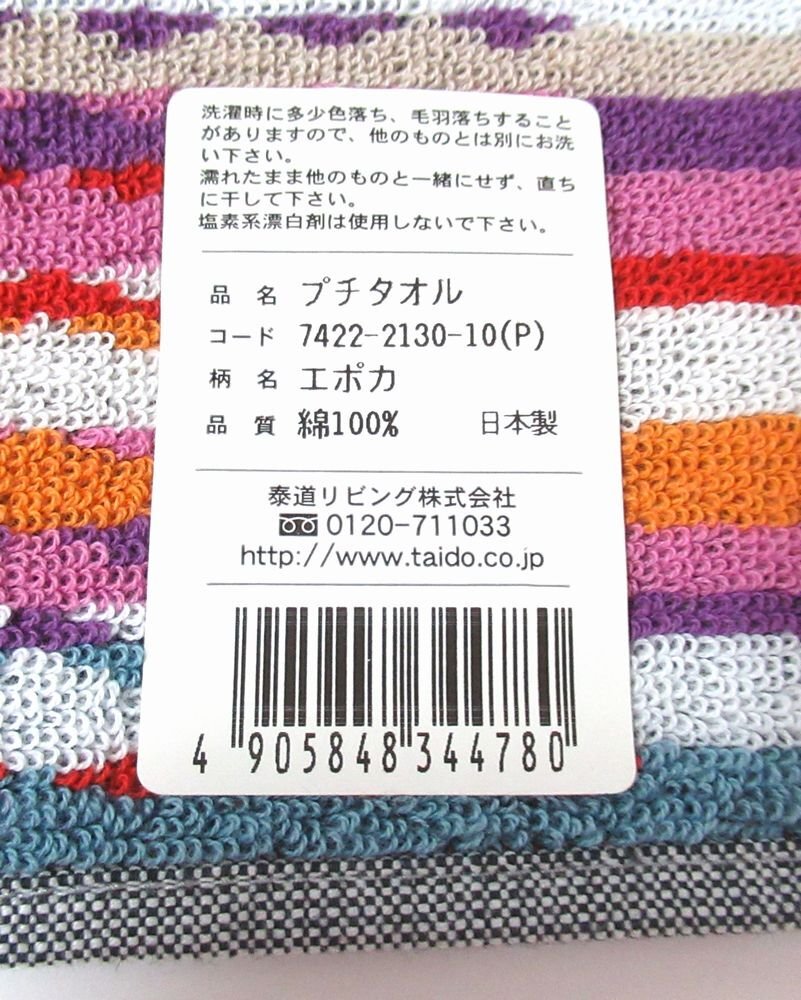 洗濯時に多少色落ち、毛羽落ちすること
がありますので、他のものとは別にお洗
い下さい。
濡れたまま他のものと一緒にせず、直ち
に干して下さい。
塩素系漂白剤は使用しないで下さい。
品 名 プチタオル
コード 7422-2130-10(P)
柄 名 エポカ
品 質 綿100% 日本製
泰道リビング株式会社
0120-711033
http://www.taido.co.jp
4 905848 344780